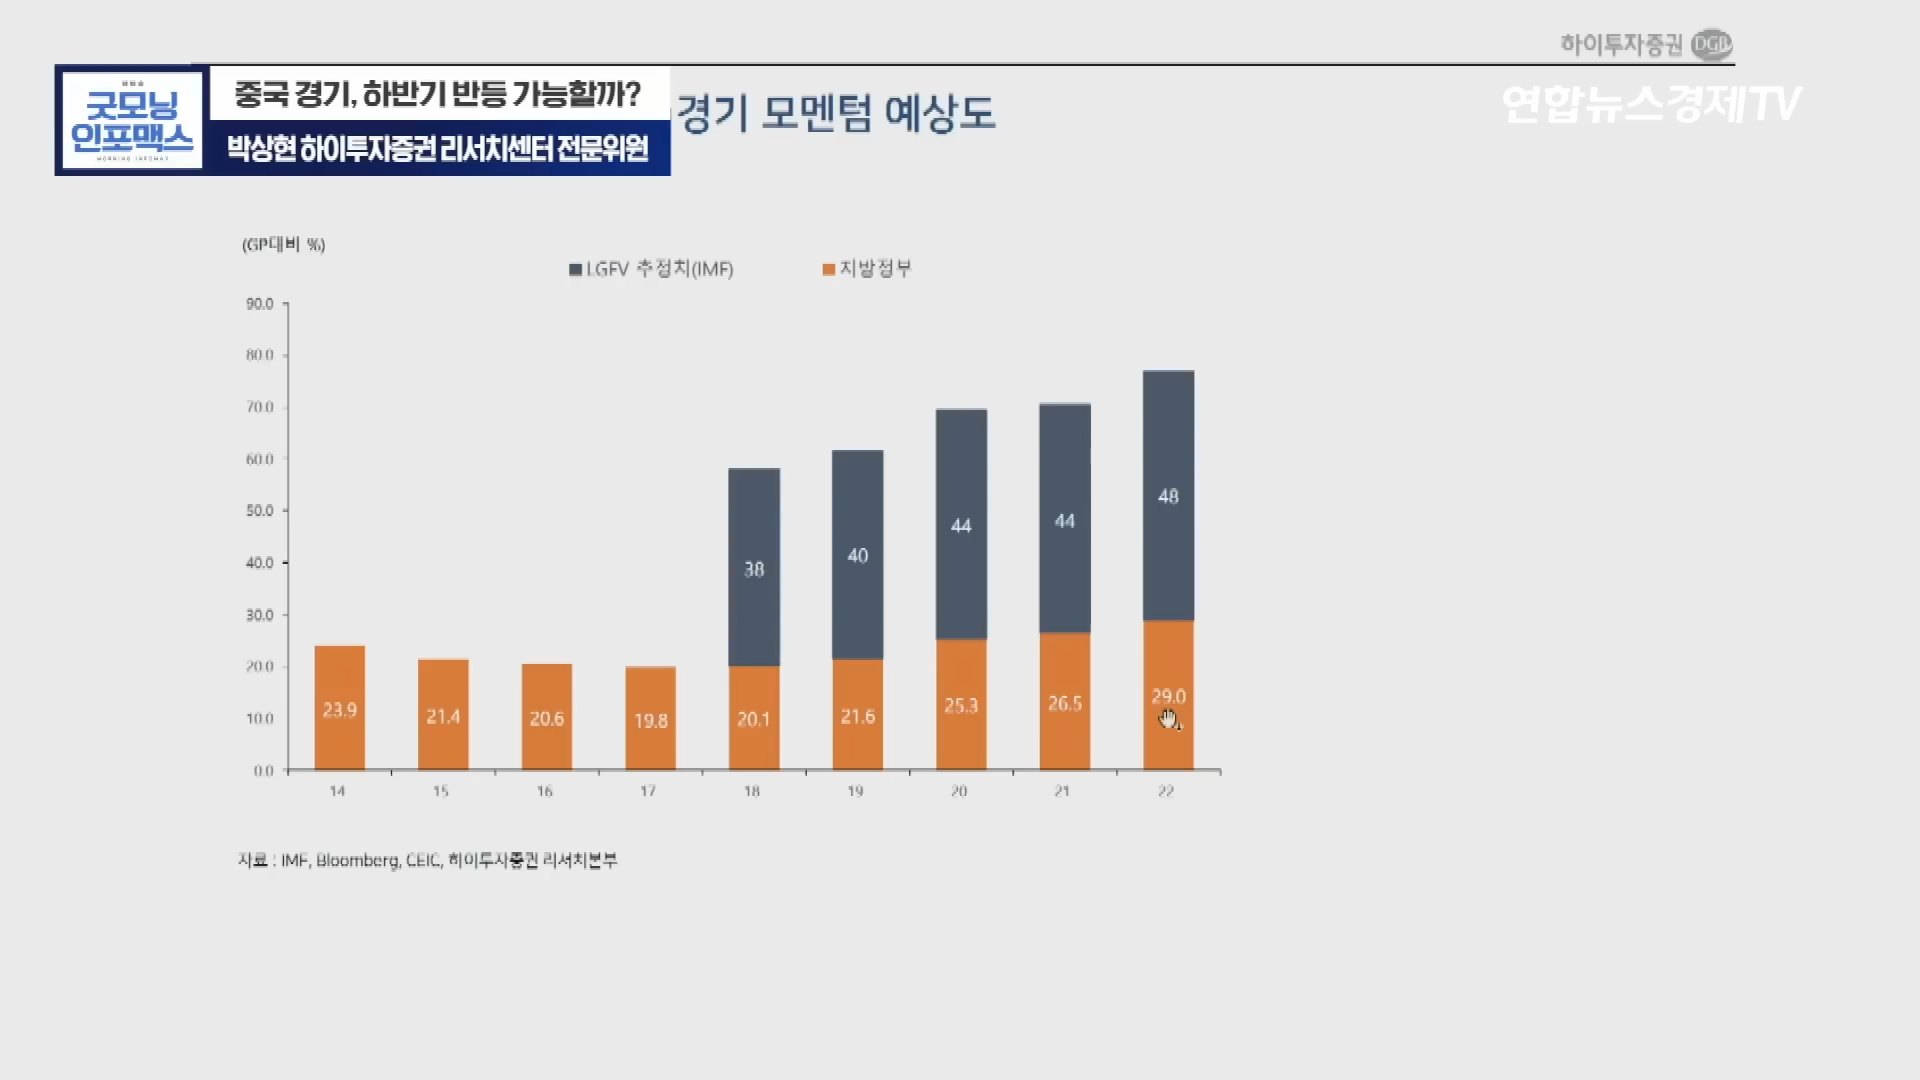 하이투자증권 DGB
굿모닝
인포맥스
MORNING INFOMAX
중국 경기, 하반기 반등 가능할까?
박상현 하이투자증권 리서치센터 전문위원
경기 모멘텀 예상도
연합뉴스경제TV
(GP대비 %)
LGFV 추정치(IMF) 지방정부
90.0
80.0
70.0
60.0
50.0
40.0
30.0
20.0
10.0
0.0
38 40 44 44 48
23.9 21.4 20.6 19.8 20.1 21.6 25.3 26.5 29.0
14 15 16 17 18 19 20 21 22
자료 : IMF, Bloomberg, CEIC, 하이투자증권 리서치본부